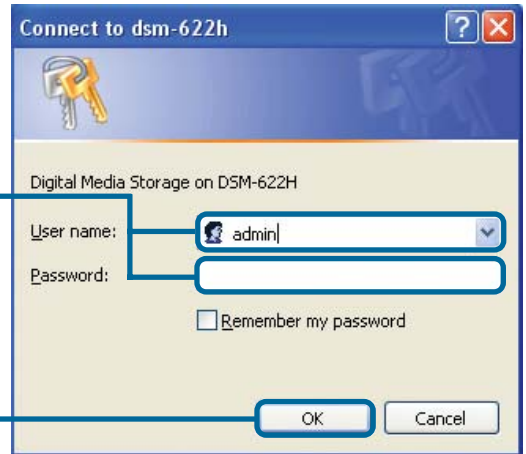 Connect to dsm-622h
Digital Media Storage on DSM-622H
User name: admin
Password:
Remember my password
OK Cancel